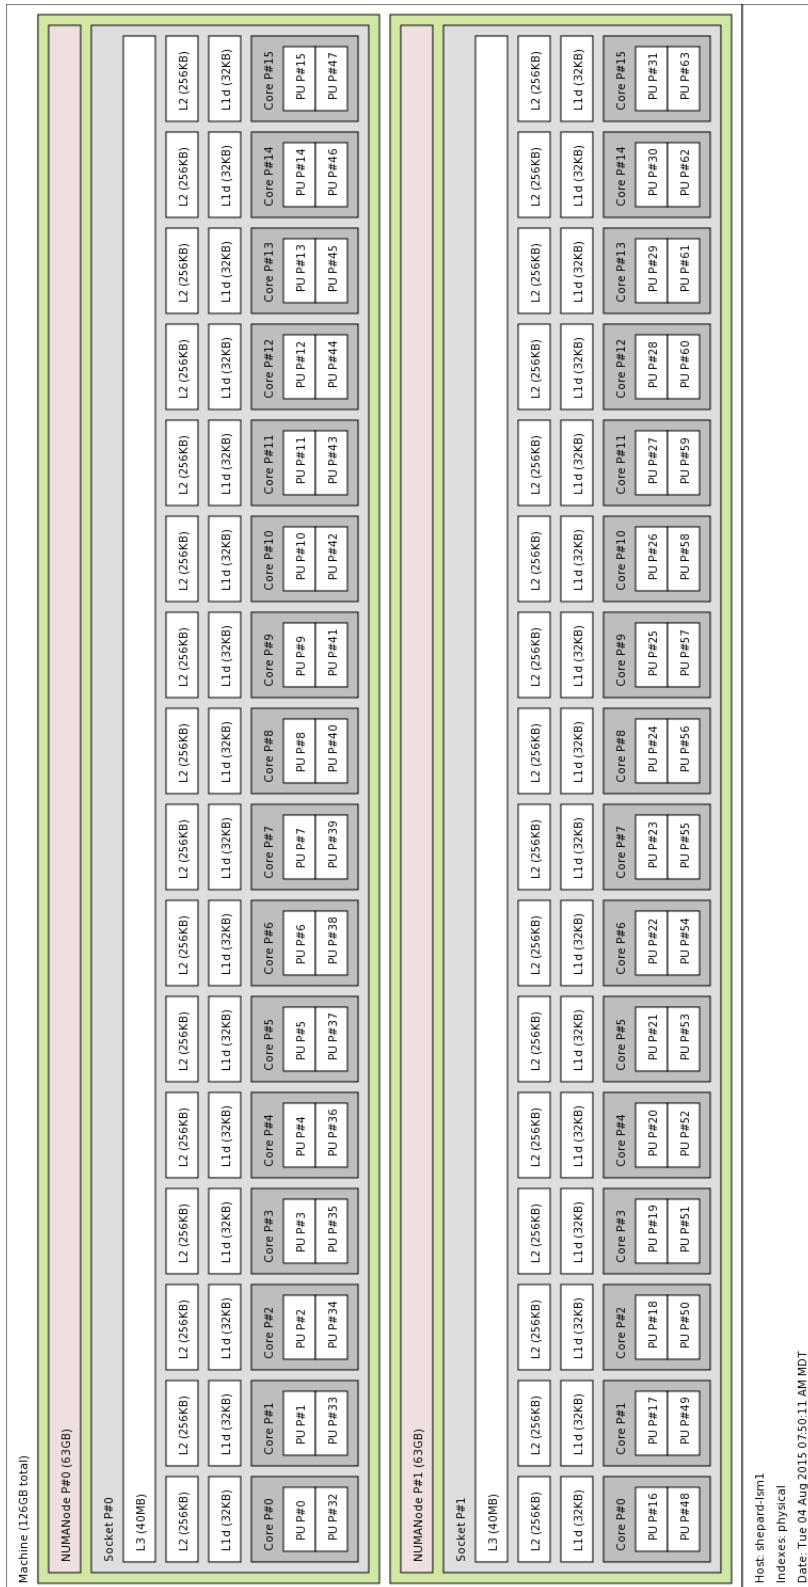 Machine (126GB total)
NUMANode P#0 (63GB)
Socket P#0
L3 (40MB)
L2 (256KB) L2 (256KB) L2 (256KB) L2 (256KB) L2 (256KB) L2 (256KB) L2 (256KB) L2 (256KB) L2 (256KB) L2 (256KB) L2 (256KB) L2 (256KB) L2 (256KB) L2 (256KB) L2 (256KB) L2 (256KB)
L1d (32KB) L1d (32KB) L1d (32KB) L1d (32KB) L1d (32KB) L1d (32KB) L1d (32KB) L1d (32KB) L1d (32KB) L1d (32KB) L1d (32KB) L1d (32KB) L1d (32KB) L1d (32KB) L1d (32KB) L1d (32KB)
Core P#0 Core P#1 Core P#2 Core P#3 Core P#4 Core P#5 Core P#6 Core P#7 Core P#8 Core P#9 Core P#10 Core P#11 Core P#12 Core P#13 Core P#14 Core P#15
PU P#0 PU P#1 PU P#2 PU P#3 PU P#4 PU P#5 PU P#6 PU P#7 PU P#8 PU P#9 PU P#10 PU P#11 PU P#12 PU P#13 PU P#14 PU P#15
PU P#32 PU P#33 PU P#34 PU P#35 PU P#36 PU P#37 PU P#38 PU P#39 PU P#40 PU P#41 PU P#42 PU P#43 PU P#44 PU P#45 PU P#46 PU P#47
NUMANode P#1 (63GB)
Socket P#1
L3 (40MB)
L2 (256KB) L2 (256KB) L2 (256KB) L2 (256KB) L2 (256KB) L2 (256KB) L2 (256KB) L2 (256KB) L2 (256KB) L2 (256KB) L2 (256KB) L2 (256KB) L2 (256KB) L2 (256KB) L2 (256KB) L2 (256KB)
L1d (32KB) L1d (32KB) L1d (32KB) L1d (32KB) L1d (32KB) L1d (32KB) L1d (32KB) L1d (32KB) L1d (32KB) L1d (32KB) L1d (32KB) L1d (32KB) L1d (32KB) L1d (32KB) L1d (32KB) L1d (32KB)
Core P#0 Core P#1 Core P#2 Core P#3 Core P#4 Core P#5 Core P#6 Core P#7 Core P#8 Core P#9 Core P#10 Core P#11 Core P#12 Core P#13 Core P#14 Core P#15
PU P#16 PU P#17 PU P#18 PU P#19 PU P#20 PU P#21 PU P#22 PU P#23 PU P#24 PU P#25 PU P#26 PU P#27 PU P#28 PU P#29 PU P#30 PU P#31
PU P#48 PU P#49 PU P#50 PU P#51 PU P#52 PU P#53 PU P#54 PU P#55 PU P#56 PU P#57 PU P#58 PU P#59 PU P#60 PU P#61 PU P#62 PU P#63
Host: shepard-lsm1
Indexes: physical
Date: Tue 04 Aug 2015 07:50:11 AM MDT